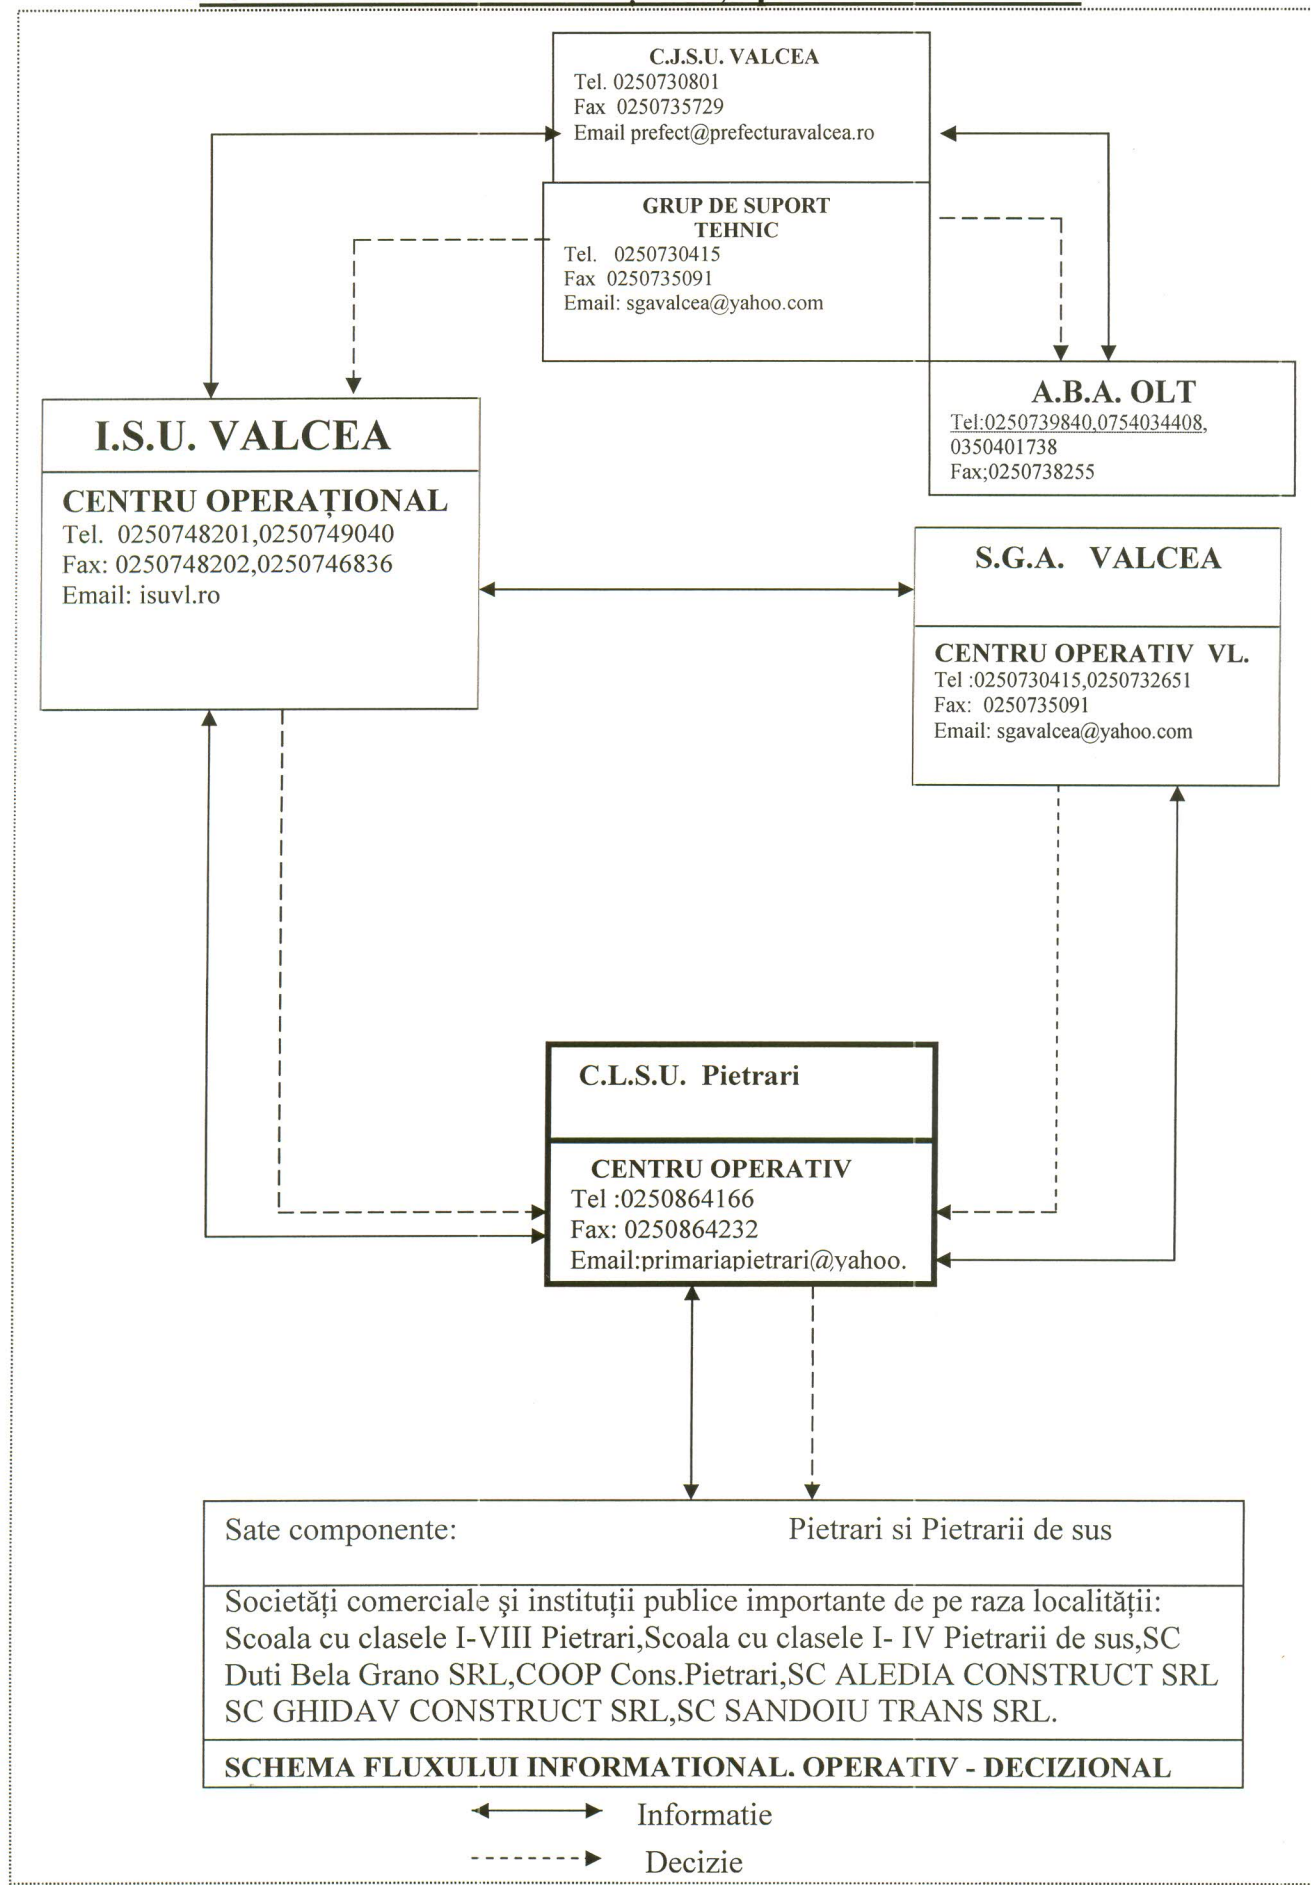 C.J.S.U. VALCEA
Tel. 0250730801
Fax 0250735729
Email prefect@prefecturavalcea.ro
GRUP DE SUPORT
TEHNIC
Tel. 0250730415
Fax 0250735091
Email: sgavalcea@yahoo.com
A.B.A. OLT
Tel:0250739840,0754034408,
0350401738
Fax;0250738255
I.S.U. VALCEA
CENTRU OPERAȚIONAL
Tel. 0250748201,0250749040
Fax: 0250748202,0250746836
Email: isuvl.ro
S.G.A. VALCEA
CENTRU OPERATIV VL.
Tel :0250730415,0250732651
Fax: 0250735091
Email: sgavalcea@yahoo.com
C.L.S.U. Pietrari
CENTRU OPERATIV
Tel :0250864166
Fax: 0250864232
Email:primariapietrari@yahoo.
Sate componente: Pietrari si Pietrarii de sus
Societăți comerciale şi instituții publice importante de pe raza localității:
Scoala cu clasele I-VIII Pietrari,Scoala cu clasele I- IV Pietrarii de sus,SC
Duti Bela Grano SRL,COOP Cons.Pietrari,SC ALEDIA CONSTRUCT SRL
SC GHIDAV CONSTRUCT SRL,SC SANDOIU TRANS SRL.
SCHEMA FLUXULUI INFORMATIONAL. OPERATIV - DECIZIONAL
Informatie
Decizie